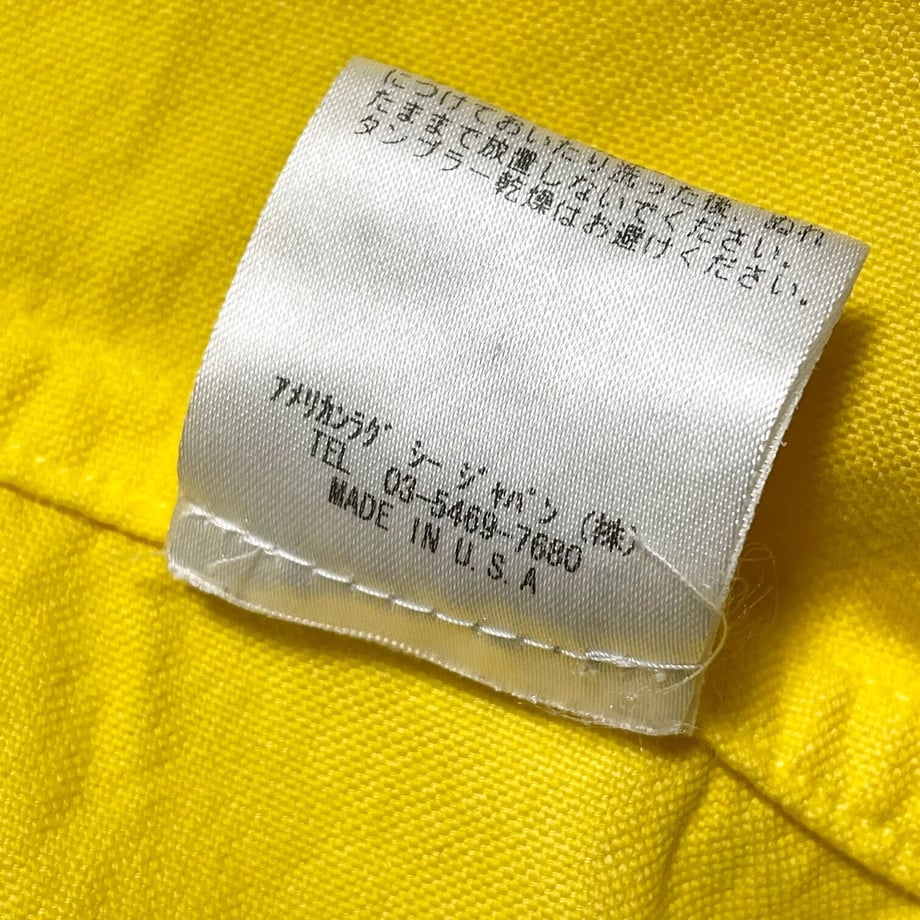 につけておいたり洗った後、ぬれ
たままで放置しないでください。
タンブラー乾燥はお避けください。
アメリカンラグ シー ジャパン (株)
TEL 03-5469-7680
MADE IN U.S.A